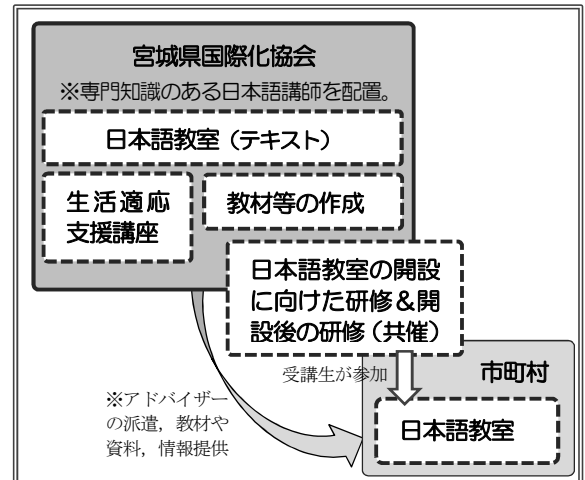 宮城県国際化協会
※専門知識のある日本語講師を配置。
日本語教室（テキスト）
生活適応
支援講座
教材等の作成
日本語教室の開設
に向けた研修＆開
設後の研修（共催）
受講生が参加
市町村
日本語教室
※アドバイザー
の派遣，教材や
資料，情報提供